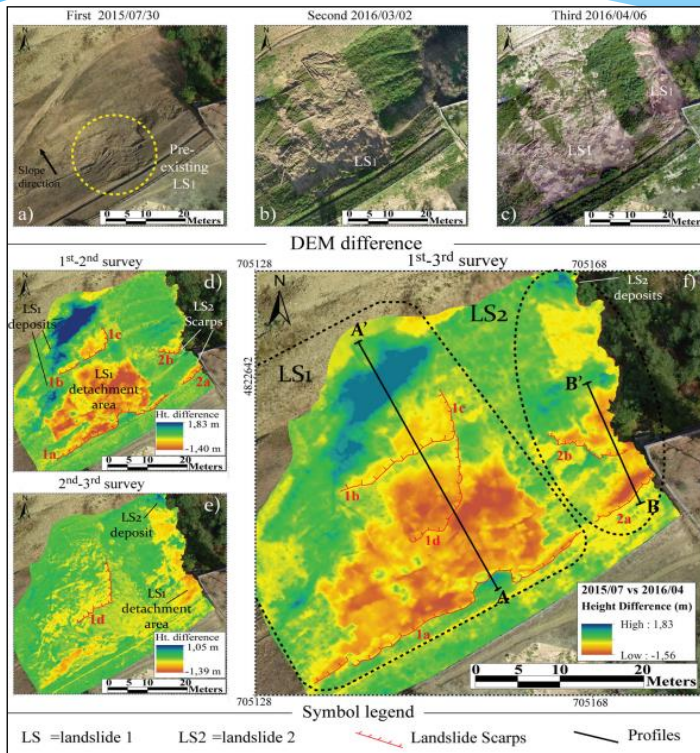 First 2015/07/30
Second 2016/03/02
Third 2016/04/06
N
Pre-existing LS1
Slope direction
a)
0 5 10 20
Meters
N
LS1
b)
0 5 10 20
Meters
N
LS1
LS1
c)
0 5 10 20
Meters
DEM difference
1st-2nd survey
d)
LS1 deposits
1c
LS2 Scarps
2b
2a
1b
LS1 detachment area
1a
Ht. difference
1,83 m
-1,40 m
0 5 10 20
Meters
2nd-3rd survey
e)
LS2 deposit
LS1 detachment area
1d
Ht. difference
1,05 m
-1,39 m
0 5 10 20
Meters
1st-3rd survey
705128
705168
f)
N
LS2 deposits
4822642
A'
LS2
LS1
B'
1c
2b
1b
1d
B
2a
A
1a
2015/07 vs 2016/04
Height Difference (m)
High : 1,83
Low : -1,56
0 5 10 20
Meters
705128
705168
Symbol legend
LS =landslide 1
LS2 =landslide 2
Landslide Scarps
Profiles